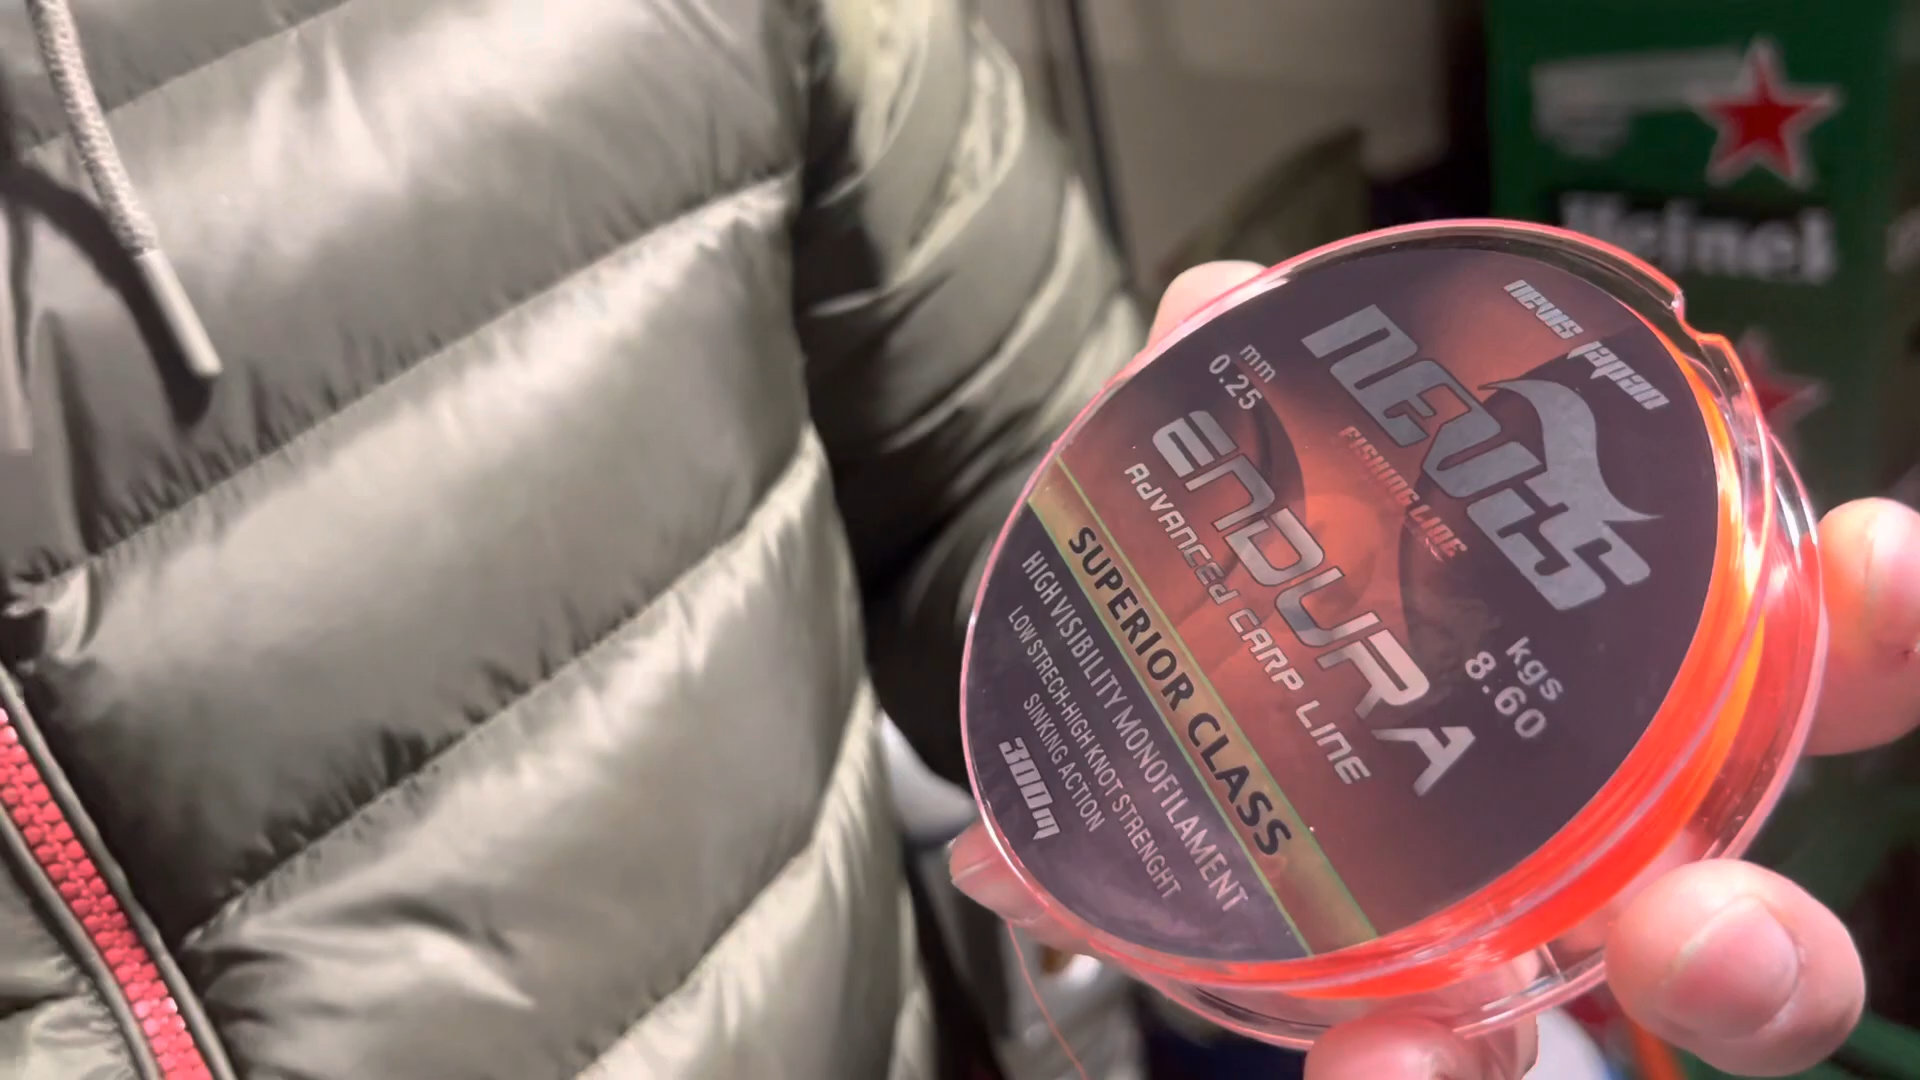 nevis japan
nevis
FISHING LINE
mm
0.25
ENDURA
AdVANCEd CARP LINE
kgs
8.60
SUPERIOR CLASS
HIGH VISIBILITY MONOFILAMENT
LOW STRECH-HIGH KNOT STRENGHT
SINKING ACTION
300m
Heinek